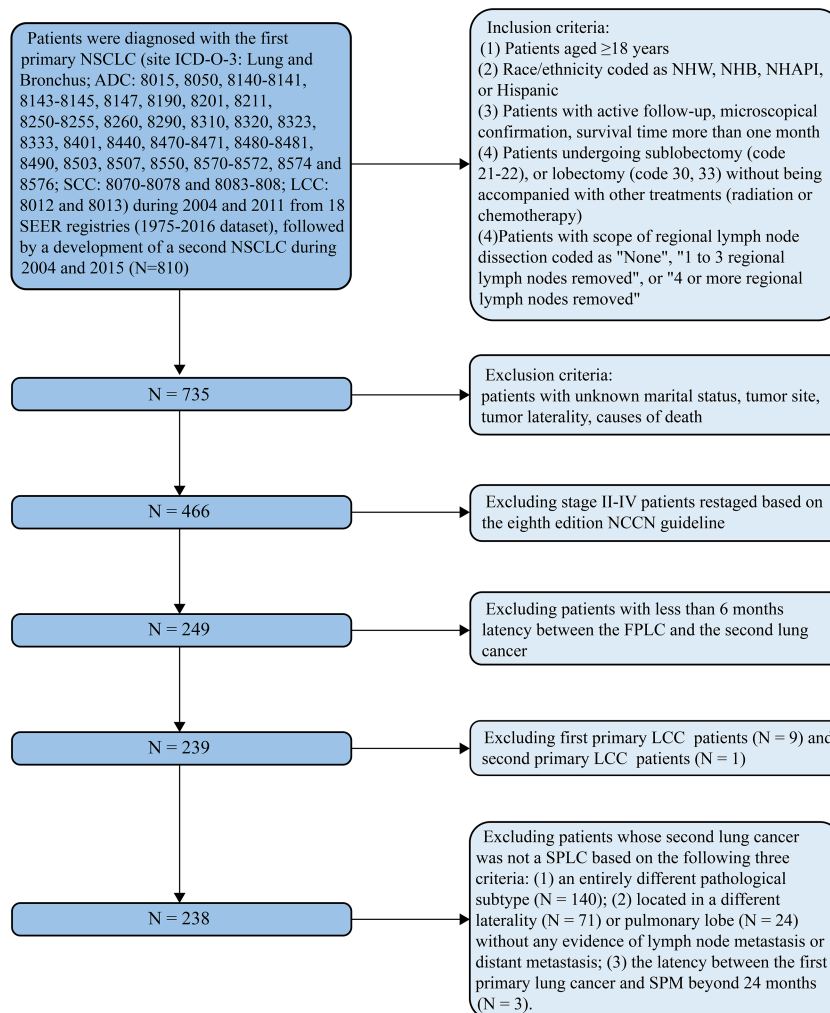 Patients were diagnosed with the first
primary NSCLC (site ICD-O-3: Lung and
Bronchus; ADC: 8015, 8050, 8140-8141,
8143-8145, 8147, 8190, 8201, 8211,
8250-8255, 8260, 8290, 8310, 8320, 8323,
8333, 8401, 8440, 8470-8471, 8480-8481,
8490, 8503, 8507, 8550, 8570-8572, 8574 and
8576; SCC: 8070-8078 and 8083-808; LCC:
8012 and 8013) during 2004 and 2011 from 18
SEER registries (1975-2016 dataset), followed
by a development of a second NSCLC during
2004 and 2015 (N=810)
Inclusion criteria:
(1) Patients aged ≥18 years
(2) Race/ethnicity coded as NHW, NHB, NHAPI,
or Hispanic
(3) Patients with active follow-up, microscopical
confirmation, survival time more than one month
(4) Patients undergoing sublobectomy (code
21-22), or lobectomy (code 30, 33) without being
accompanied with other treatments (radiation or
chemotherapy)
(4)Patients with scope of regional lymph node
dissection coded as "None", "1 to 3 regional
lymph nodes removed", or "4 or more regional
lymph nodes removed"
N = 735
Exclusion criteria:
patients with unknown marital status, tumor site,
tumor laterality, causes of death
N = 466
Excluding stage II-IV patients restaged based on
the eighth edition NCCN guideline
N = 249
Excluding patients with less than 6 months
latency between the FPLC and the second lung
cancer
N = 239
Excluding first primary LCC patients (N = 9) and
second primary LCC patients (N = 1)
N = 238
Excluding patients whose second lung cancer
was not a SPLC based on the following three
criteria: (1) an entirely different pathological
subtype (N = 140); (2) located in a different
laterality (N = 71) or pulmonary lobe (N = 24)
without any evidence of lymph node metastasis or
distant metastasis; (3) the latency between the first
primary lung cancer and SPM beyond 24 months
(N = 3).